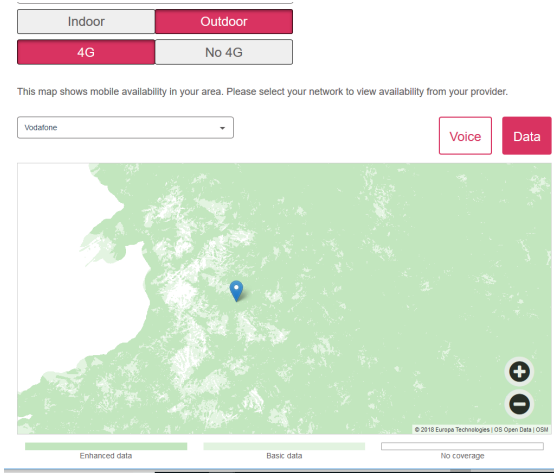 Indoor Outdoor
4G No 4G
This map shows mobile availability in your area. Please select your network to view availability from your provider.
Vodafone Voice Data
© 2018 Europa Technologies | OS Open Data | OSM
Enhanced data Basic data No coverage